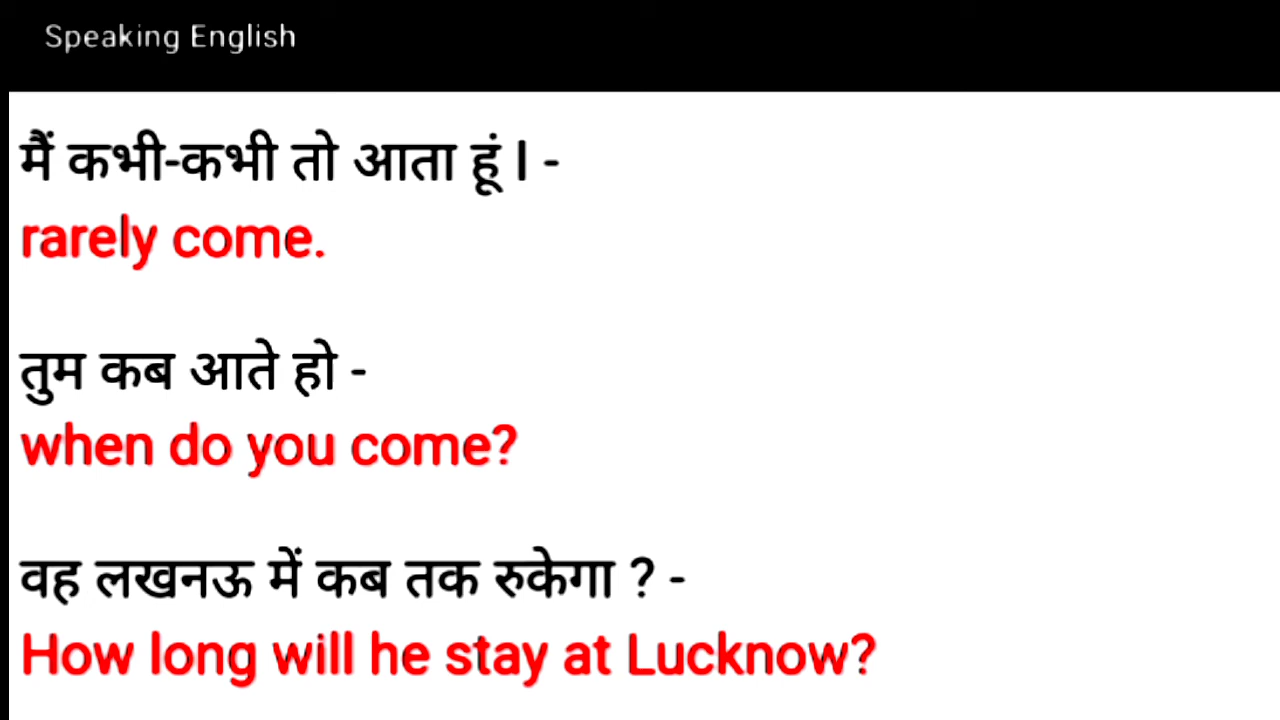 Speaking English
मैं कभी-कभी तो आता हूं l -
rarely come.
तुम कब आते हो -
when do you come?
वह लखनऊ में कब तक रुकेगा ? -
How long will he stay at Lucknow?